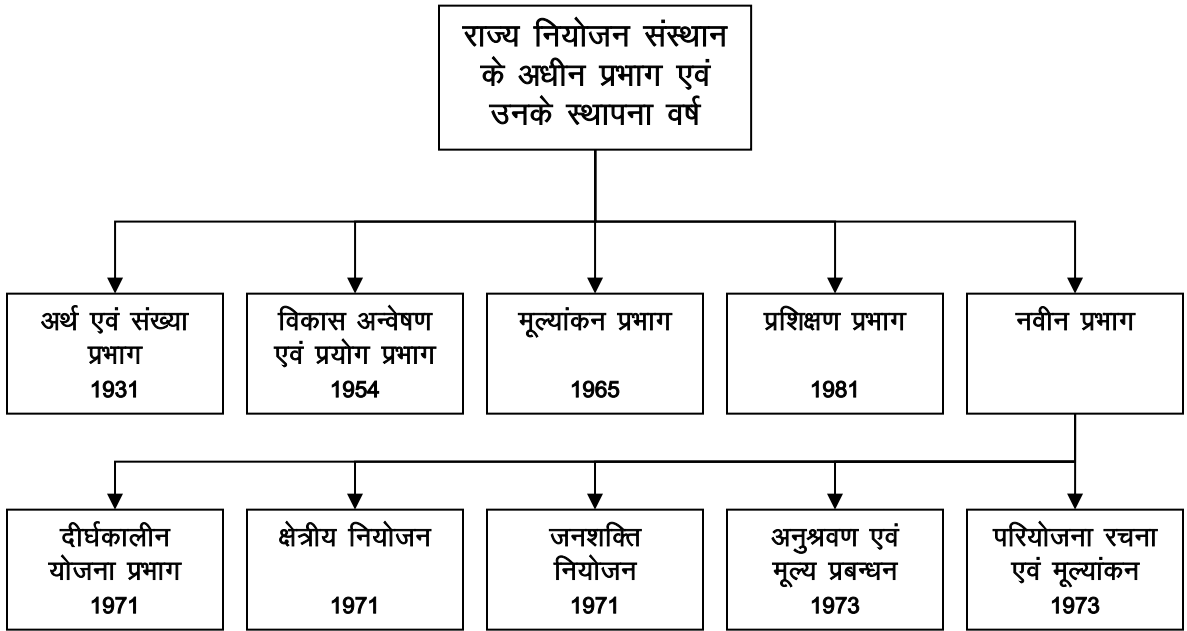 राज्य नियोजन संस्थान
के अधीन प्रभाग एवं
उनके स्थापना वर्ष
अर्थ एवं संख्या
प्रभाग
1931
विकास अन्वेषण
एवं प्रयोग प्रभाग
1954
मूल्यांकन प्रभाग
1965
प्रशिक्षण प्रभाग
1981
नवीन प्रभाग
दीर्घकालीन
योजना प्रभाग
1971
क्षेत्रीय नियोजन
1971
जनशक्ति
नियोजन
1971
अनुश्रवण एवं
मूल्य प्रबन्धन
1973
परियोजना रचना
एवं मूल्यांकन
1973